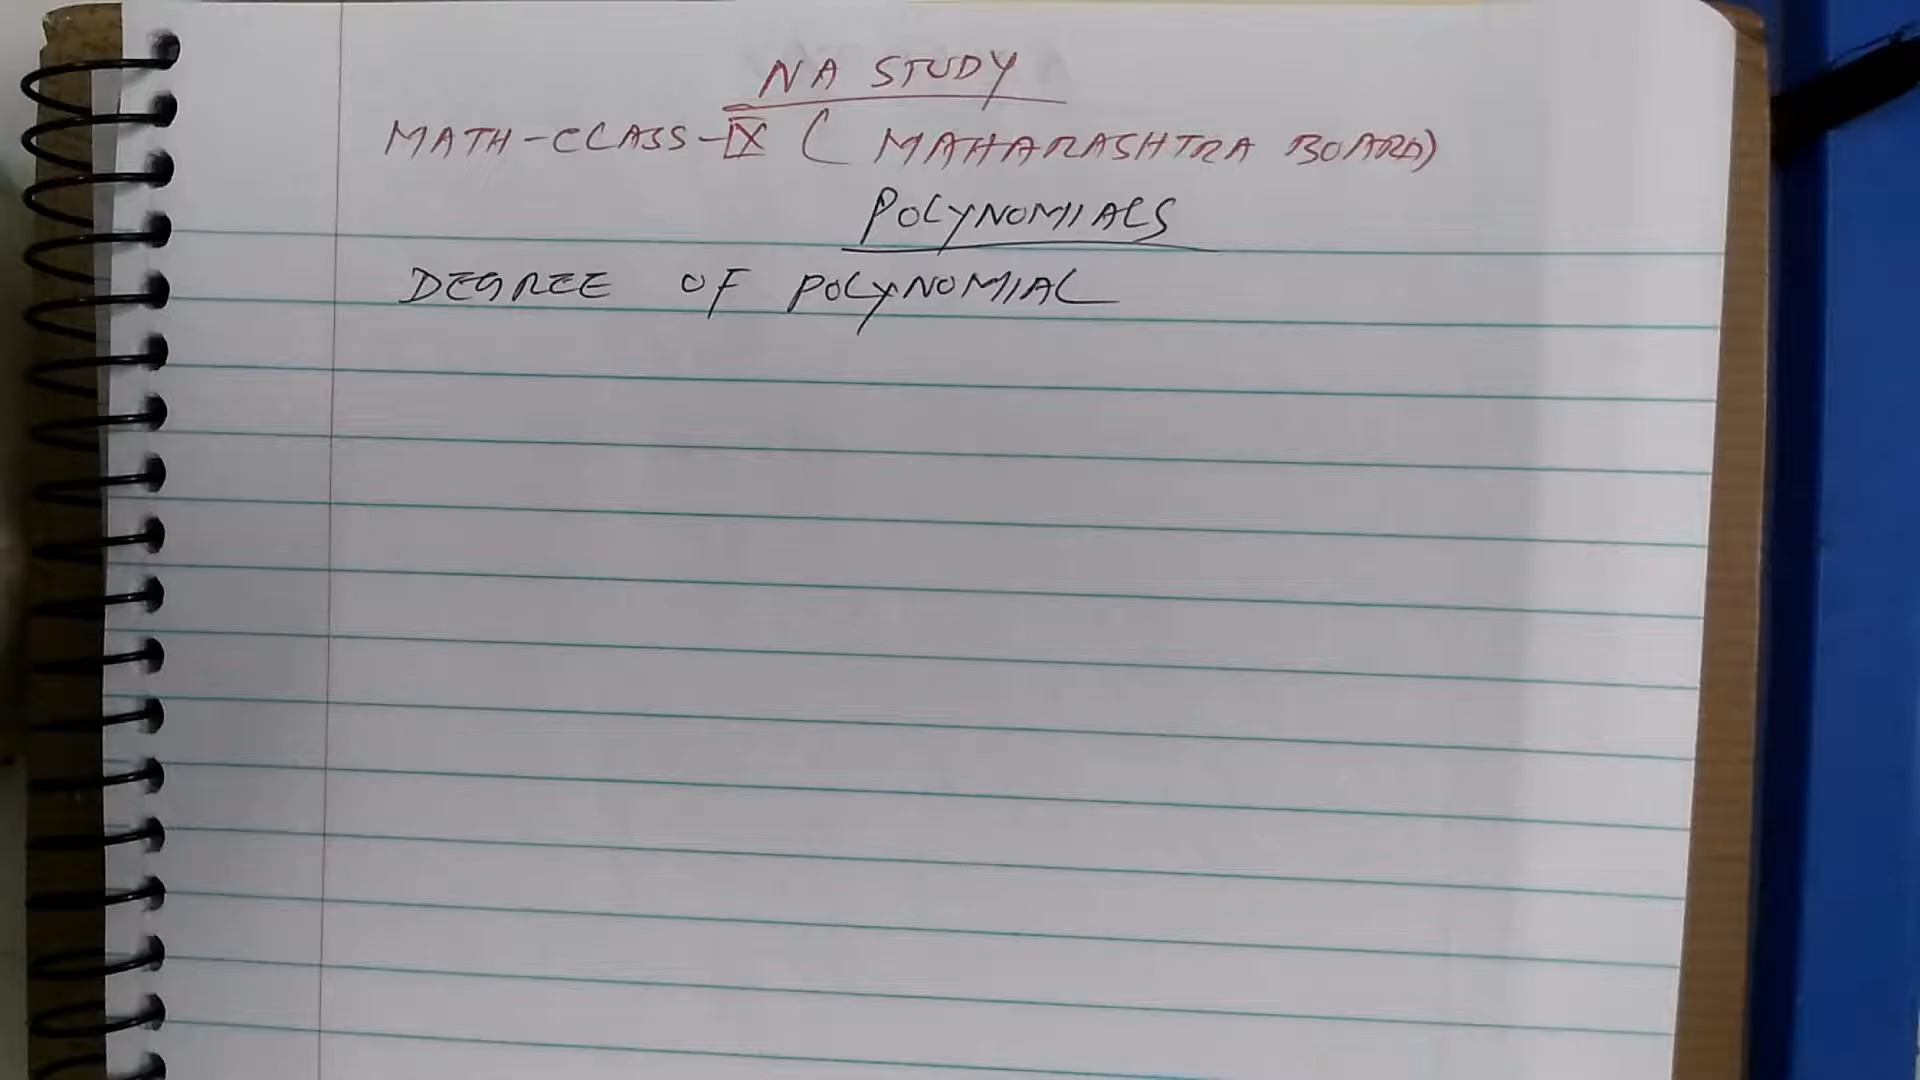 NA STUDY
MATH-CLASS-IX ( MAHARASHTRA BOARD)
POLYNOMIALS
DEGREE OF POLYNOMIAL